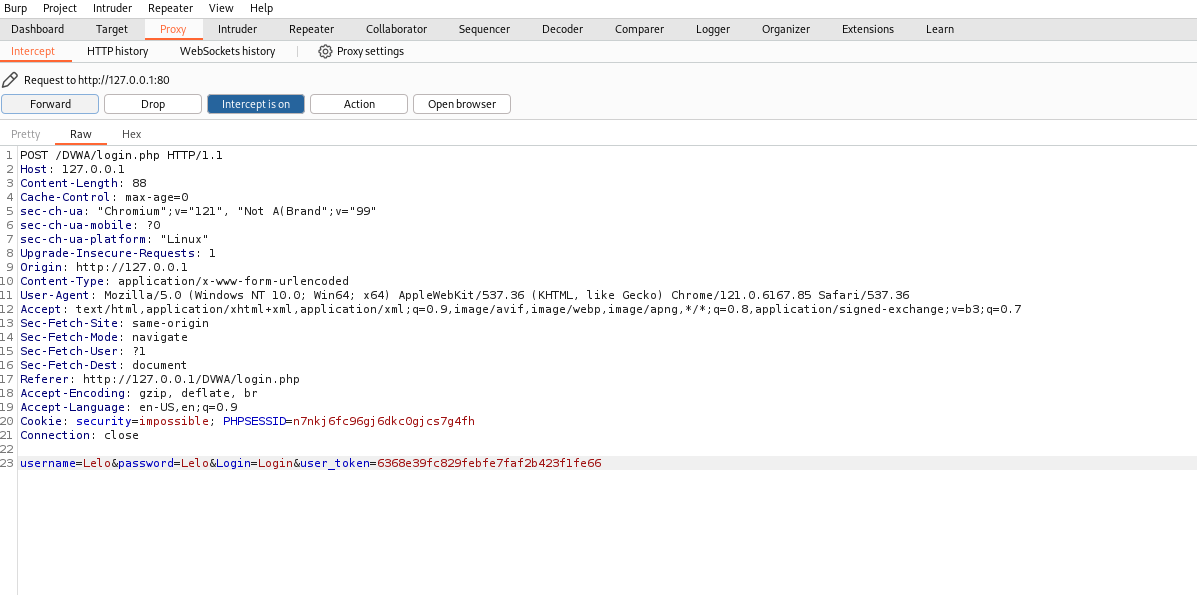 Burp Project Intruder Repeater View Help
Dashboard Target Proxy Intruder Repeater Collaborator Sequencer Decoder Comparer Logger Organizer Extensions Learn
Intercept HTTP history WebSockets history Proxy settings
Request to http://127.0.0.1:80
Forward Drop Intercept is on Action Open browser
Pretty Raw Hex
1 POST /DVWA/login.php HTTP/1.1
2 Host: 127.0.0.1
3 Content-Length: 88
4 Cache-Control: max-age=0
5 sec-ch-ua: "Chromium";v="121", "Not A(Brand";v="99"
6 sec-ch-ua-mobile: ?0
7 sec-ch-ua-platform: "Linux"
8 Upgrade-Insecure-Requests: 1
9 Origin: http://127.0.0.1
10 Content-Type: application/x-www-form-urlencoded
11 User-Agent: Mozilla/5.0 (Windows NT 10.0; Win64; x64) AppleWebKit/537.36 (KHTML, like Gecko) Chrome/121.0.6167.85 Safari/537.36
12 Accept: text/html,application/xhtml+xml,application/xml;q=0.9,image/avif,image/webp,image/apng,*/*;q=0.8,application/signed-exchange;v=b3;q=0.7
13 Sec-Fetch-Site: same-origin
14 Sec-Fetch-Mode: navigate
15 Sec-Fetch-User: ?1
16 Sec-Fetch-Dest: document
17 Referer: http://127.0.0.1/DVWA/login.php
18 Accept-Encoding: gzip, deflate, br
19 Accept-Language: en-US,en;q=0.9
20 Cookie: security=impossible; PHPSESSID=n7nkj6fc96gj6dkc0gjcs7g4fh
21 Connection: close
22
23 username=Lelo&password=Lelo&Login=Login&user_token=6368e39fc829febfe7faf2b423f1fe66